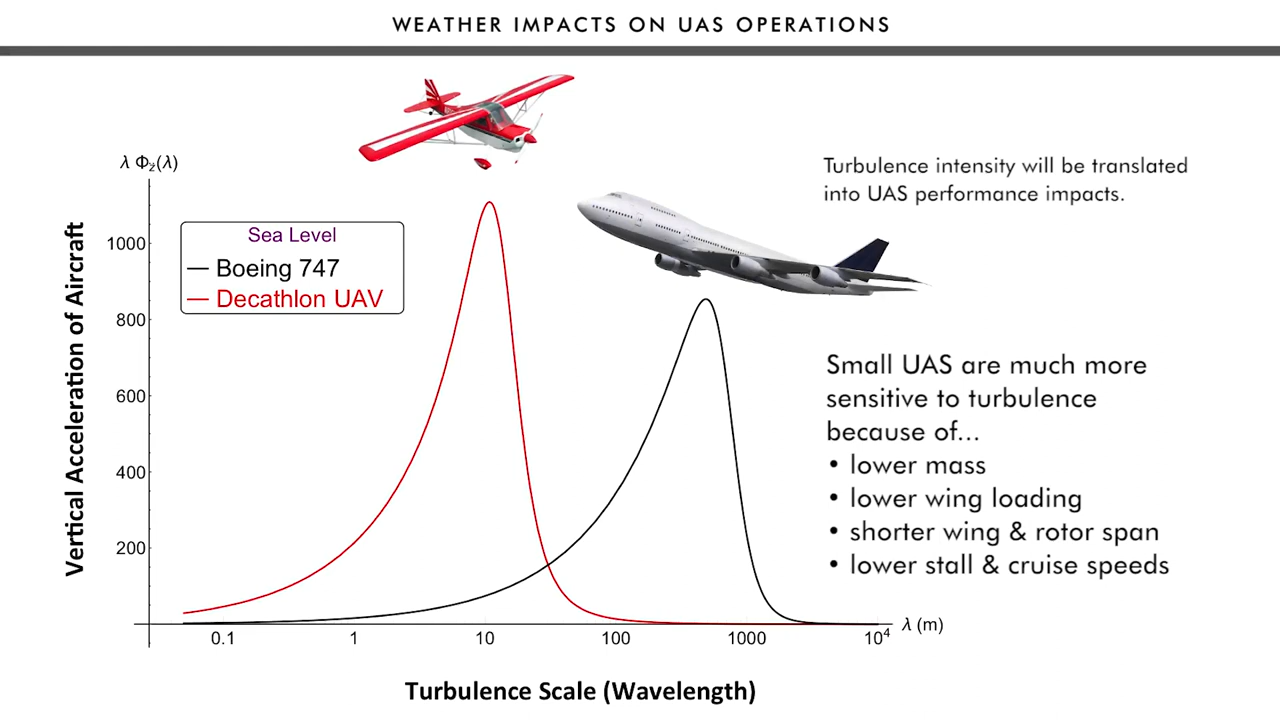 WEATHER IMPACTS ON UAS OPERATIONS
λ Φz̈(λ)
Vertical Acceleration of Aircraft
1000
800
600
400
200
Sea Level
Boeing 747
Decathlon UAV
0.1 1 10 100 1000 10⁴ λ (m)
Turbulence Scale (Wavelength)
Turbulence intensity will be translated
into UAS performance impacts.
Small UAS are much more
sensitive to turbulence
because of...
• lower mass
• lower wing loading
• shorter wing & rotor span
• lower stall & cruise speeds